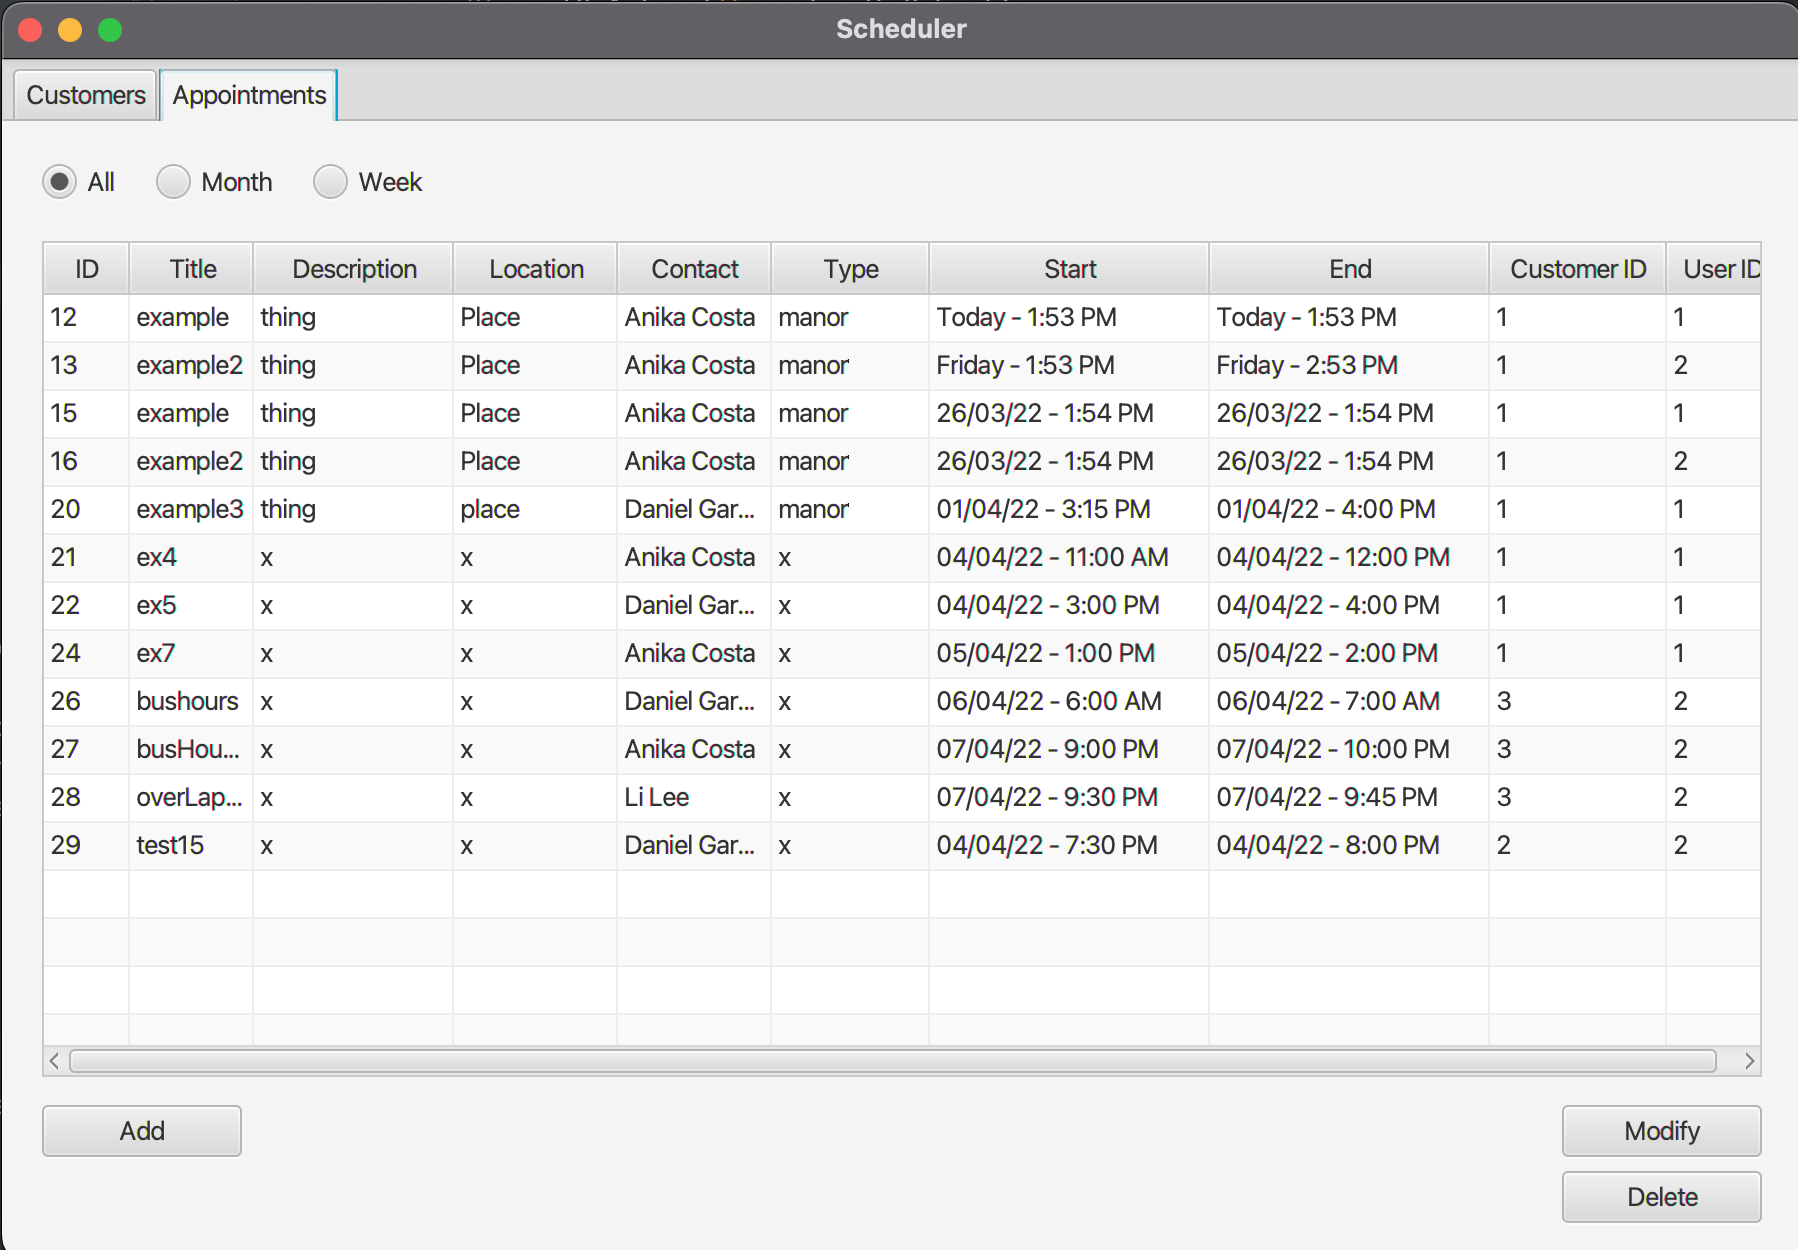 Scheduler
Customers Appointments
All Month Week
ID Title Description Location Contact Type Start End Customer ID User ID
12 example thing Place Anika Costa manor Today - 1:53 PM Today - 1:53 PM 1 1
13 example2 thing Place Anika Costa manor Friday - 1:53 PM Friday - 2:53 PM 1 2
15 example thing Place Anika Costa manor 26/03/22 - 1:54 PM 26/03/22 - 1:54 PM 1 1
16 example2 thing Place Anika Costa manor 26/03/22 - 1:54 PM 26/03/22 - 1:54 PM 1 2
20 example3 thing place Daniel Gar... manor 01/04/22 - 3:15 PM 01/04/22 - 4:00 PM 1 1
21 ex4 x x Anika Costa x 04/04/22 - 11:00 AM 04/04/22 - 12:00 PM 1 1
22 ex5 x x Daniel Gar... x 04/04/22 - 3:00 PM 04/04/22 - 4:00 PM 1 1
24 ex7 x x Anika Costa x 05/04/22 - 1:00 PM 05/04/22 - 2:00 PM 1 1
26 bushours x x Daniel Gar... x 06/04/22 - 6:00 AM 06/04/22 - 7:00 AM 3 2
27 busHou... x x Anika Costa x 07/04/22 - 9:00 PM 07/04/22 - 10:00 PM 3 2
28 overLap... x x Li Lee x 07/04/22 - 9:30 PM 07/04/22 - 9:45 PM 3 2
29 test15 x x Daniel Gar... x 04/04/22 - 7:30 PM 04/04/22 - 8:00 PM 2 2
Add Modify
Delete